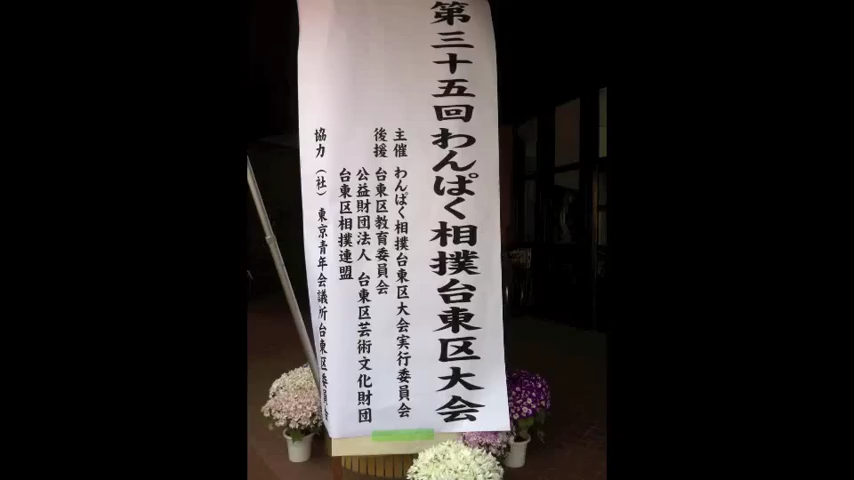 第三十五回わんぱく相撲台東区大会
主催 わんぱく相撲台東区大会実行委員会
後援 台東区教育委員会
公益財団法人 台東区芸術文化財団
台東区相撲連盟
協力 (社) 東京青年会議所台東区委員会